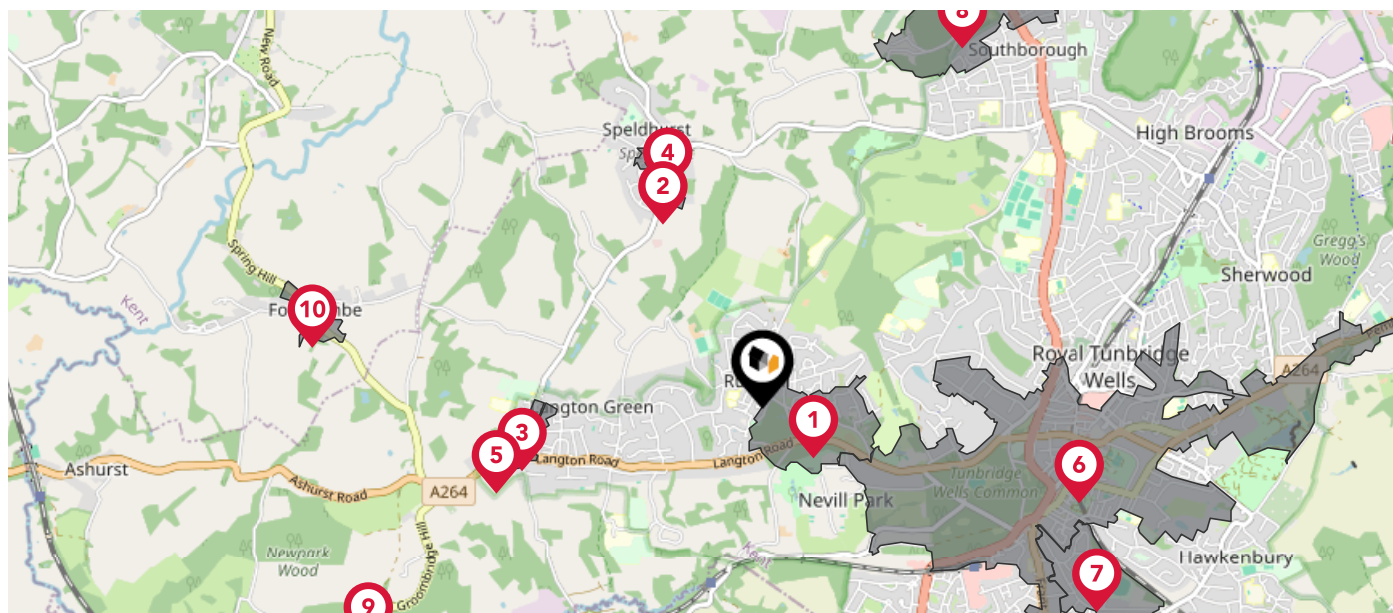 8
Southborough
New Road
Speldhurst
High Brooms
4
2
Gregg's
Wood
Sherwood
Spring Hill
Kent
10
Royal Tunbridge
Wells
A264
1
Langton Road
3
5
Langton Road
Ashurst
Ashurst Road
A264
Tunbridge
Wells Common
6
Nevill Park
Newpark
Wood
Groombridge Hill
Kent
Hawkenbury
7
9